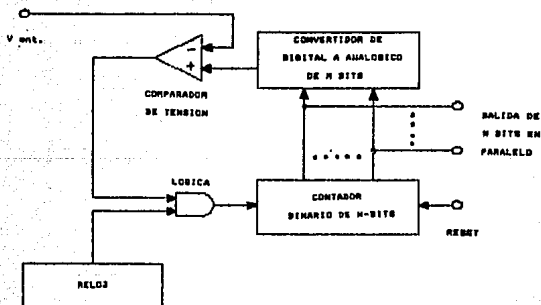 V ent.
-
+
COMPARADOR
DE TENSION
CONVERTIDOR DE
DIGITAL A ANALOGICO
DE N BITS
SALIDA DE
N BITS EN
PARALELO
LOGICA
CONTADOR
BINARIO DE N-BITS
RESET
RELOJ